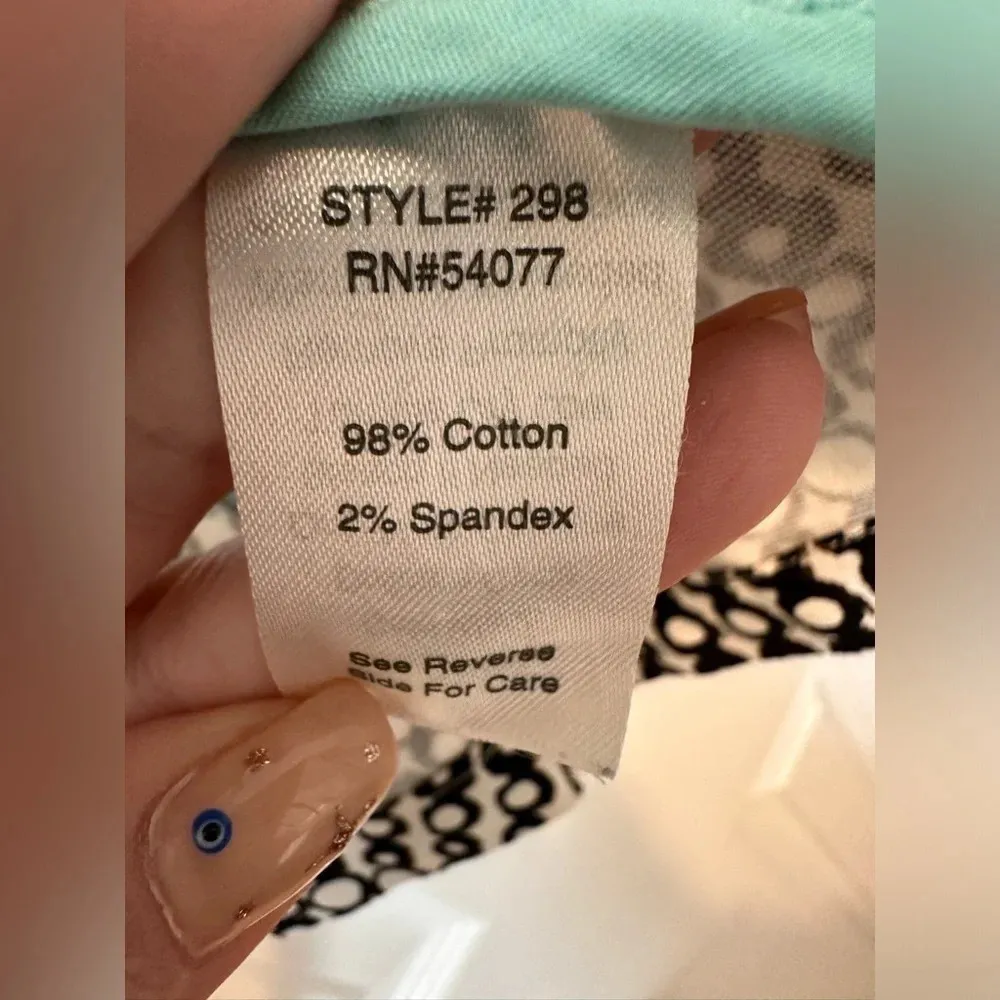 STYLE# 298
RN#54077
98% Cotton
2% Spandex
See Reverse
Side For Care